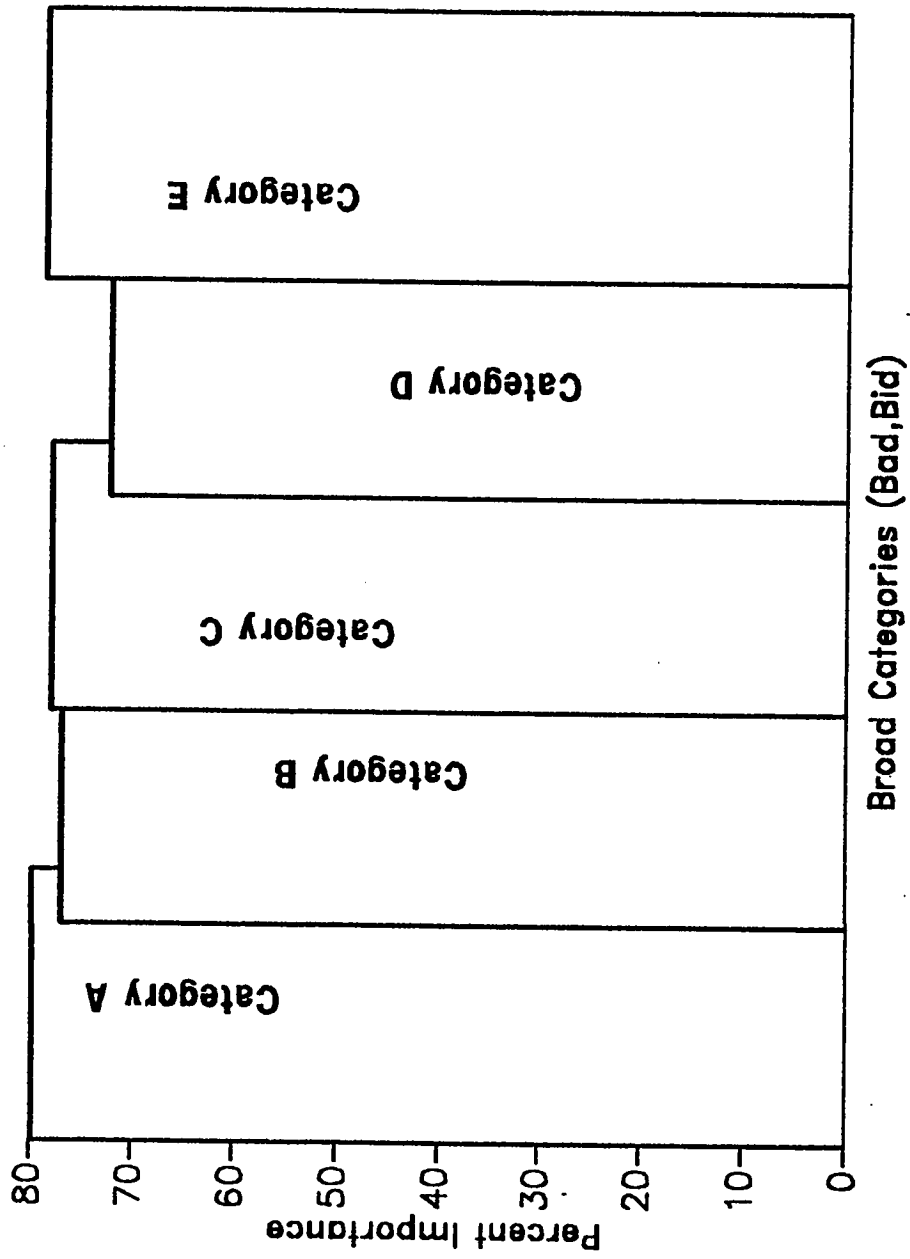 Percent Importance
80
70
60
50
40
30
20
10
0
Category A
Category B
Category C
Category D
Category E
Broad Categories (Bad,Bid)